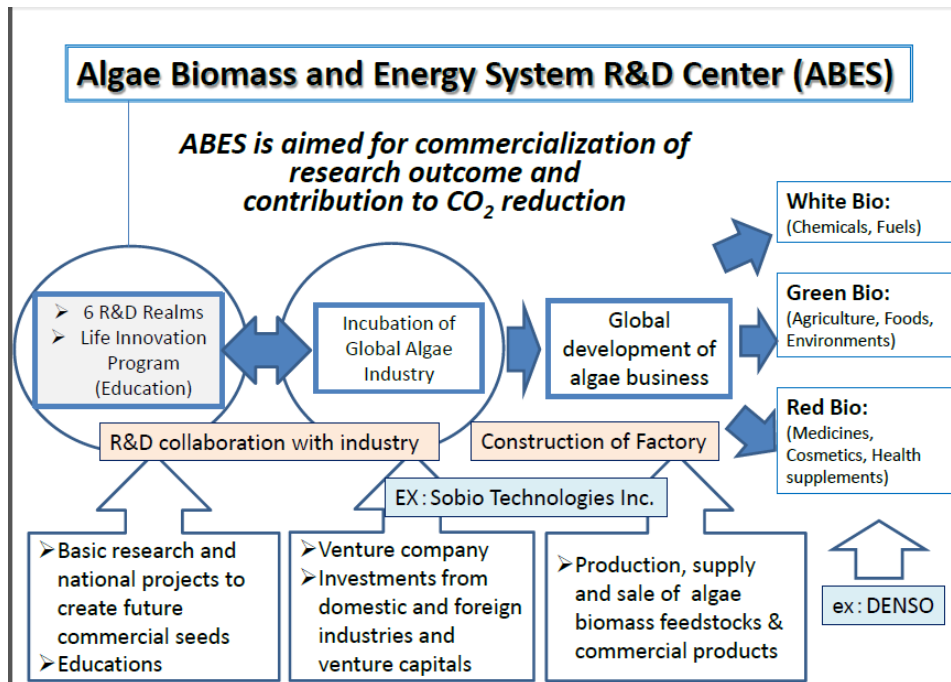 Algae Biomass and Energy System R&D Center (ABES)
ABES is aimed for commercialization of
research outcome and
contribution to CO₂ reduction
➢ 6 R&D Realms
➢ Life Innovation
Program
(Education)
Incubation of
Global Algae
Industry
Global
development of
algae business
White Bio:
(Chemicals, Fuels)
Green Bio:
(Agriculture, Foods,
Environments)
Red Bio:
(Medicines,
Cosmetics, Health
supplements)
R&D collaboration with industry
Construction of Factory
EX : Sobio Technologies Inc.
➢Basic research and
national projects to
create future
commercial seeds
➢Educations
➢Venture company
➢Investments from
domestic and foreign
industries and
venture capitals
➢Production, supply
and sale of algae
biomass feedstocks &
commercial products
ex : DENSO